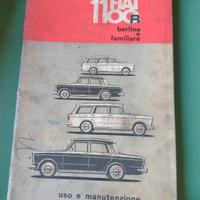 1100R
FIAT
berlina
e
familiare
uso e manutenzione